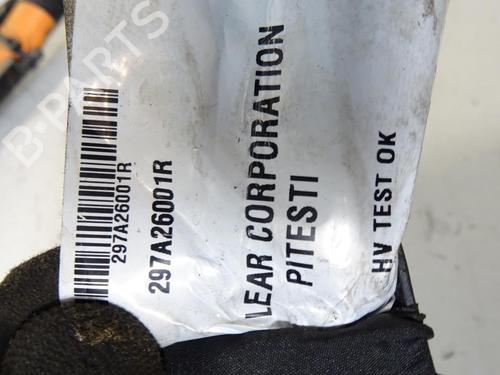 B-PARTS
297A26001R
297A26001R
LEAR CORPORATION
PITESTI
HV TEST OK